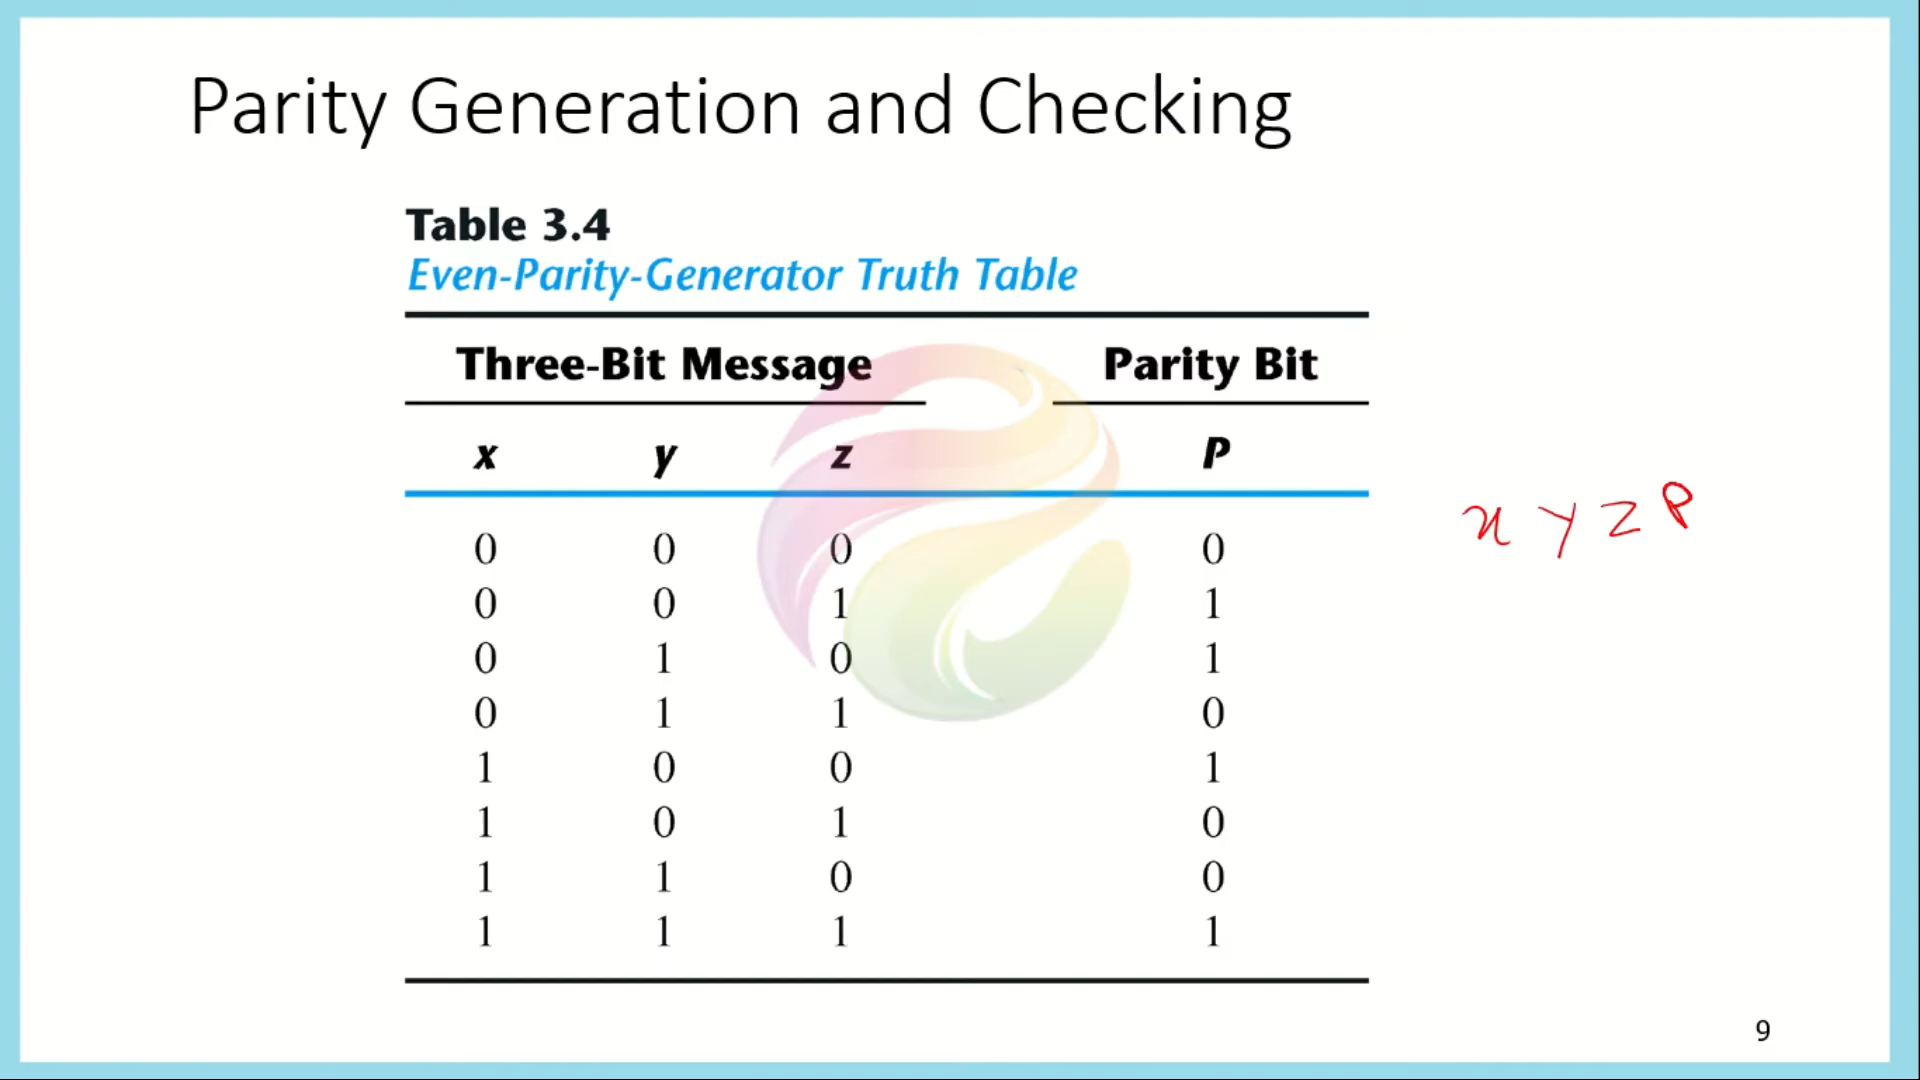 Parity Generation and Checking
Table 3.4
Even-Parity-Generator Truth Table
Three-Bit Message Parity Bit
x y z P
0 0 0 0
0 0 1 1
0 1 0 1
0 1 1 0
1 0 0 1
1 0 1 0
1 1 0 0
1 1 1 1
x y z P
9